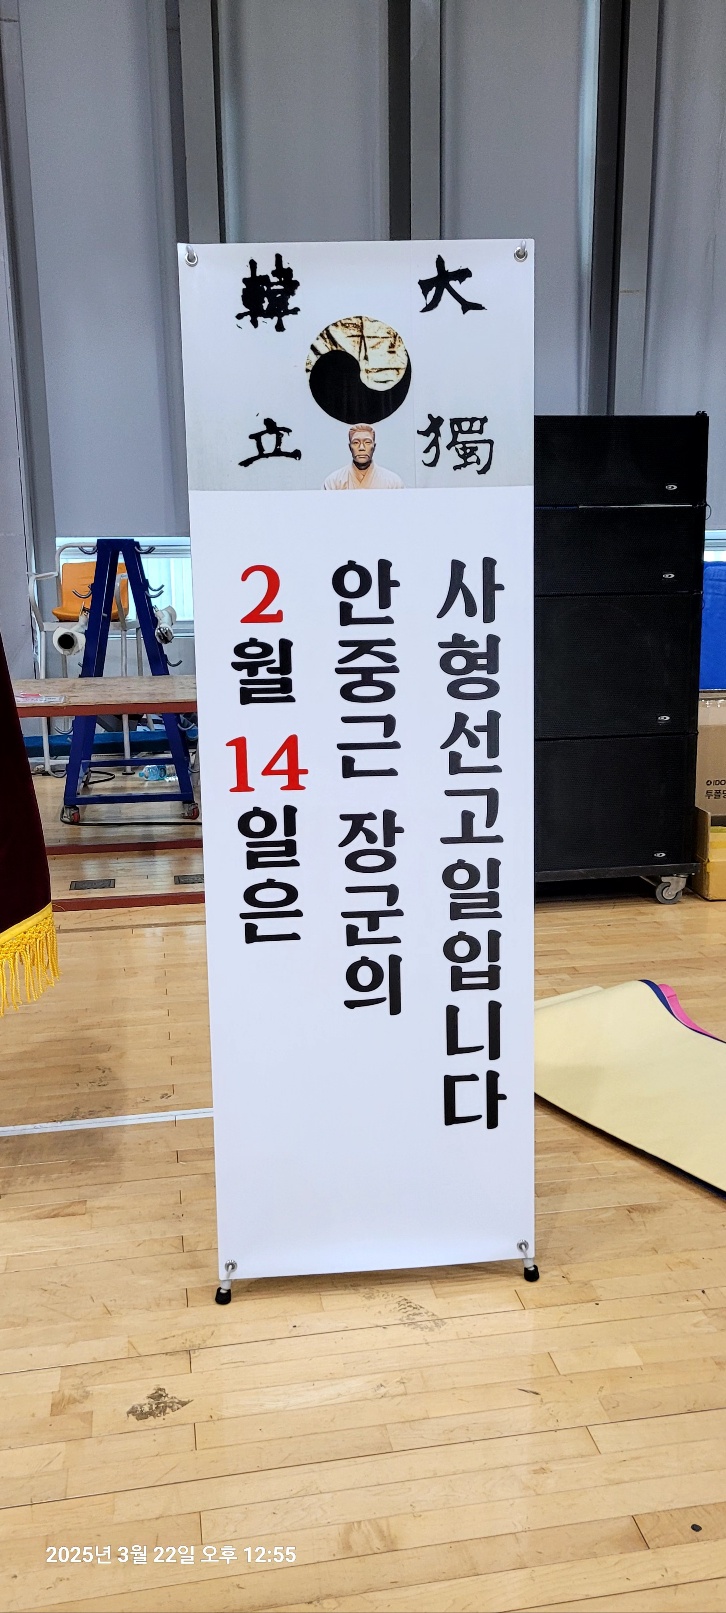 大韓
獨立
2월 14일은
안중근 장군의
사형선고일입니다
2025년 3월 22일 오후 12:55